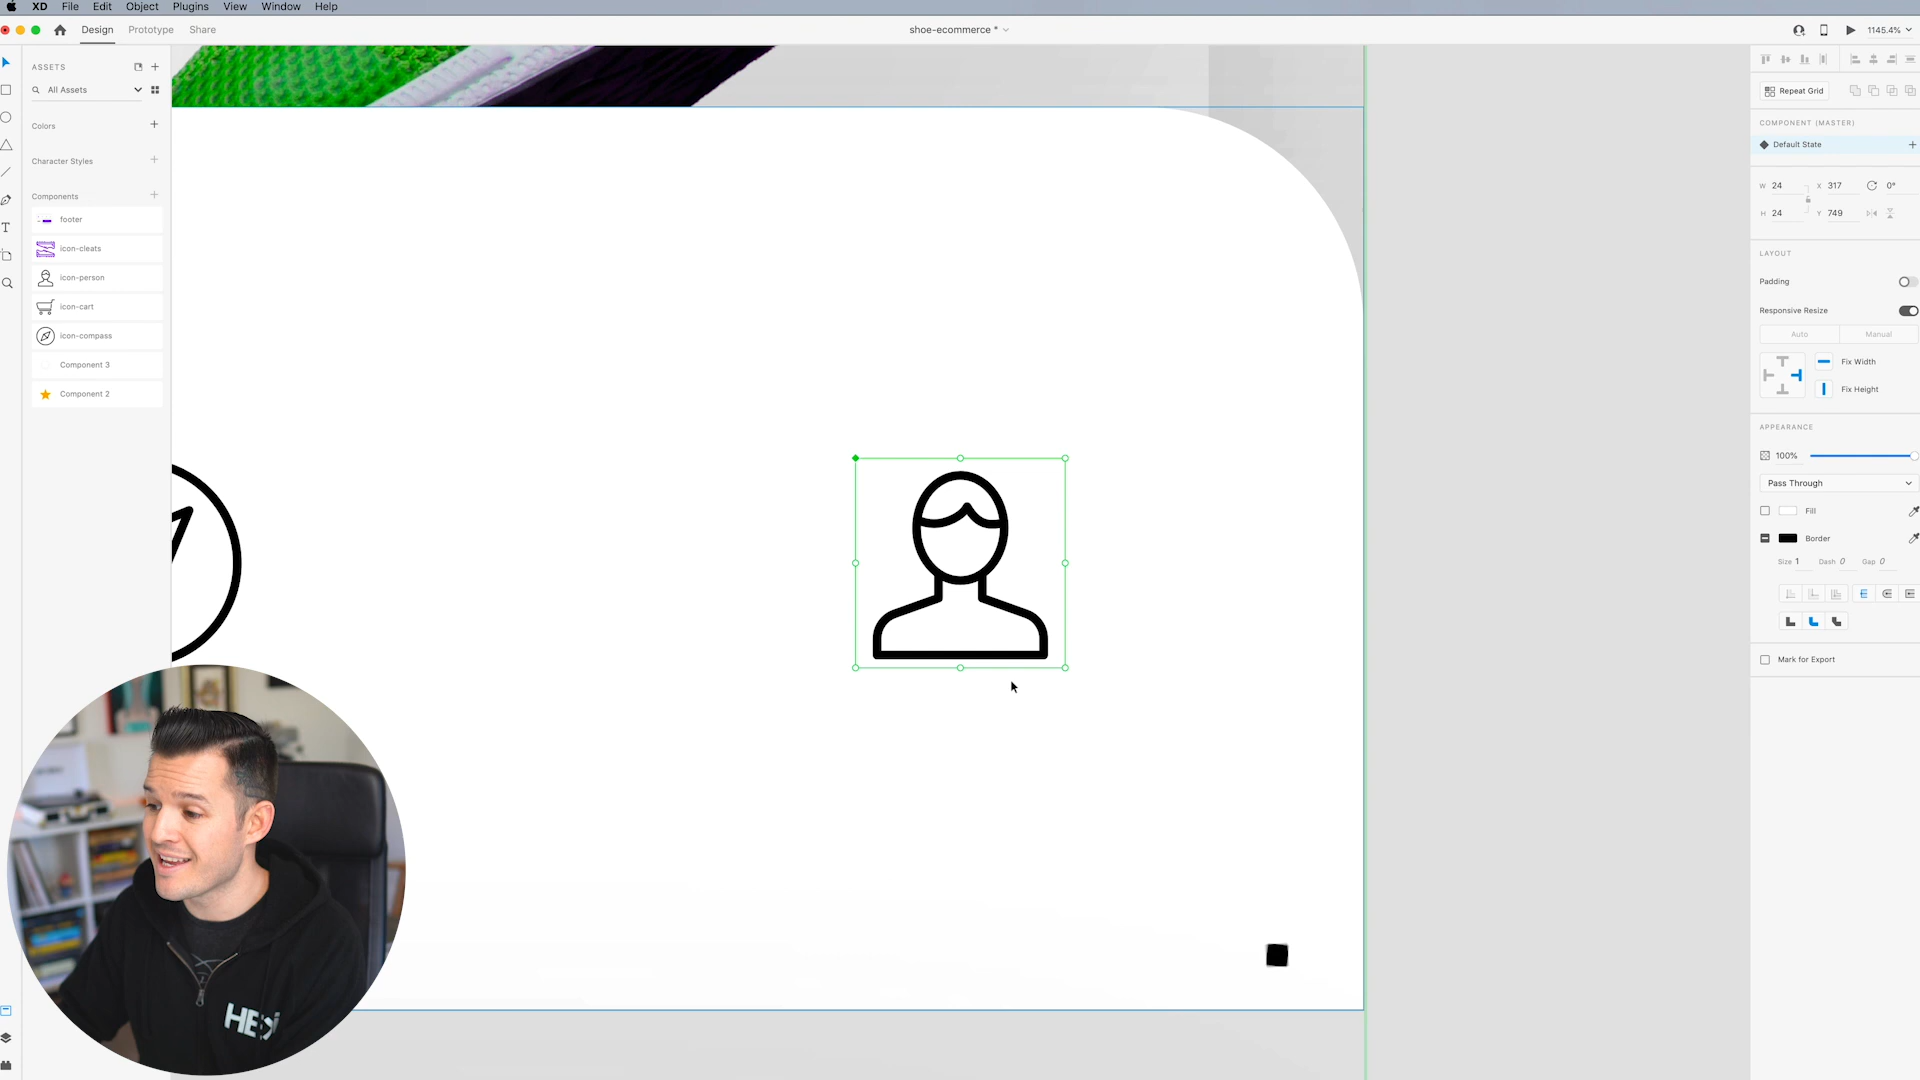 XD File Edit Object View Plugins Window Help
Design Prototype Share
shoe-ecommerce *
1145.4%
ASSETS
All Assets
Colors
Character Styles
Components
footer
icon-cleats
icon-person
icon-cart
icon-compass
Component 3
Component 2
Repeat Grid
COMPONENT (MASTER)
Default State
W 24 X 317 0°
H 24 Y 749
LAYOUT
Padding
Responsive Resize
Auto Manual
Fix Width
Fix Height
APPEARANCE
100%
Pass Through
Fill
Border
Size 1 Dash 0 Gap 0
Mark for Export